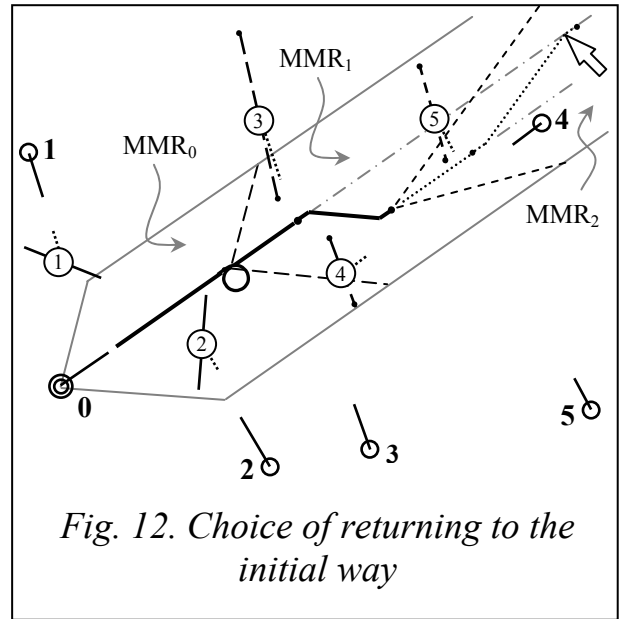 MMR1
3
5
4
1
MMR0
MMR2
1
4
2
0
5
2
3
Fig. 12. Choice of returning to the
initial way